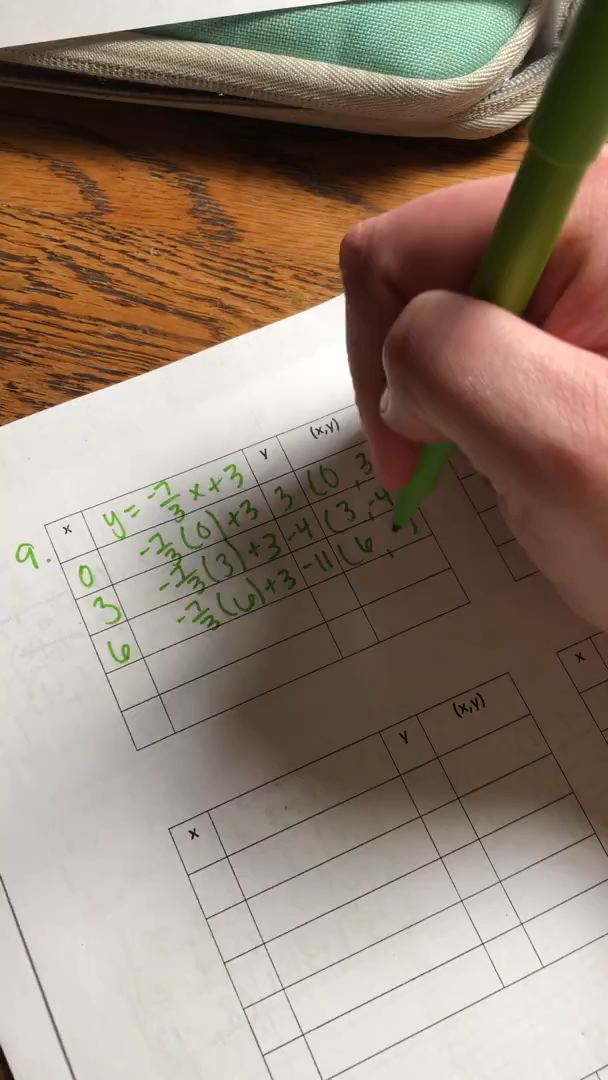 9.
x y = -7/3 x + 3 y (x,y)
0 -7/3 (0) + 3 3 (0, 3
3 -7/3 (3) + 3 -4 (3, -4
6 -7/3 (6) + 3 -11 (6, )
x y (x,y)
x